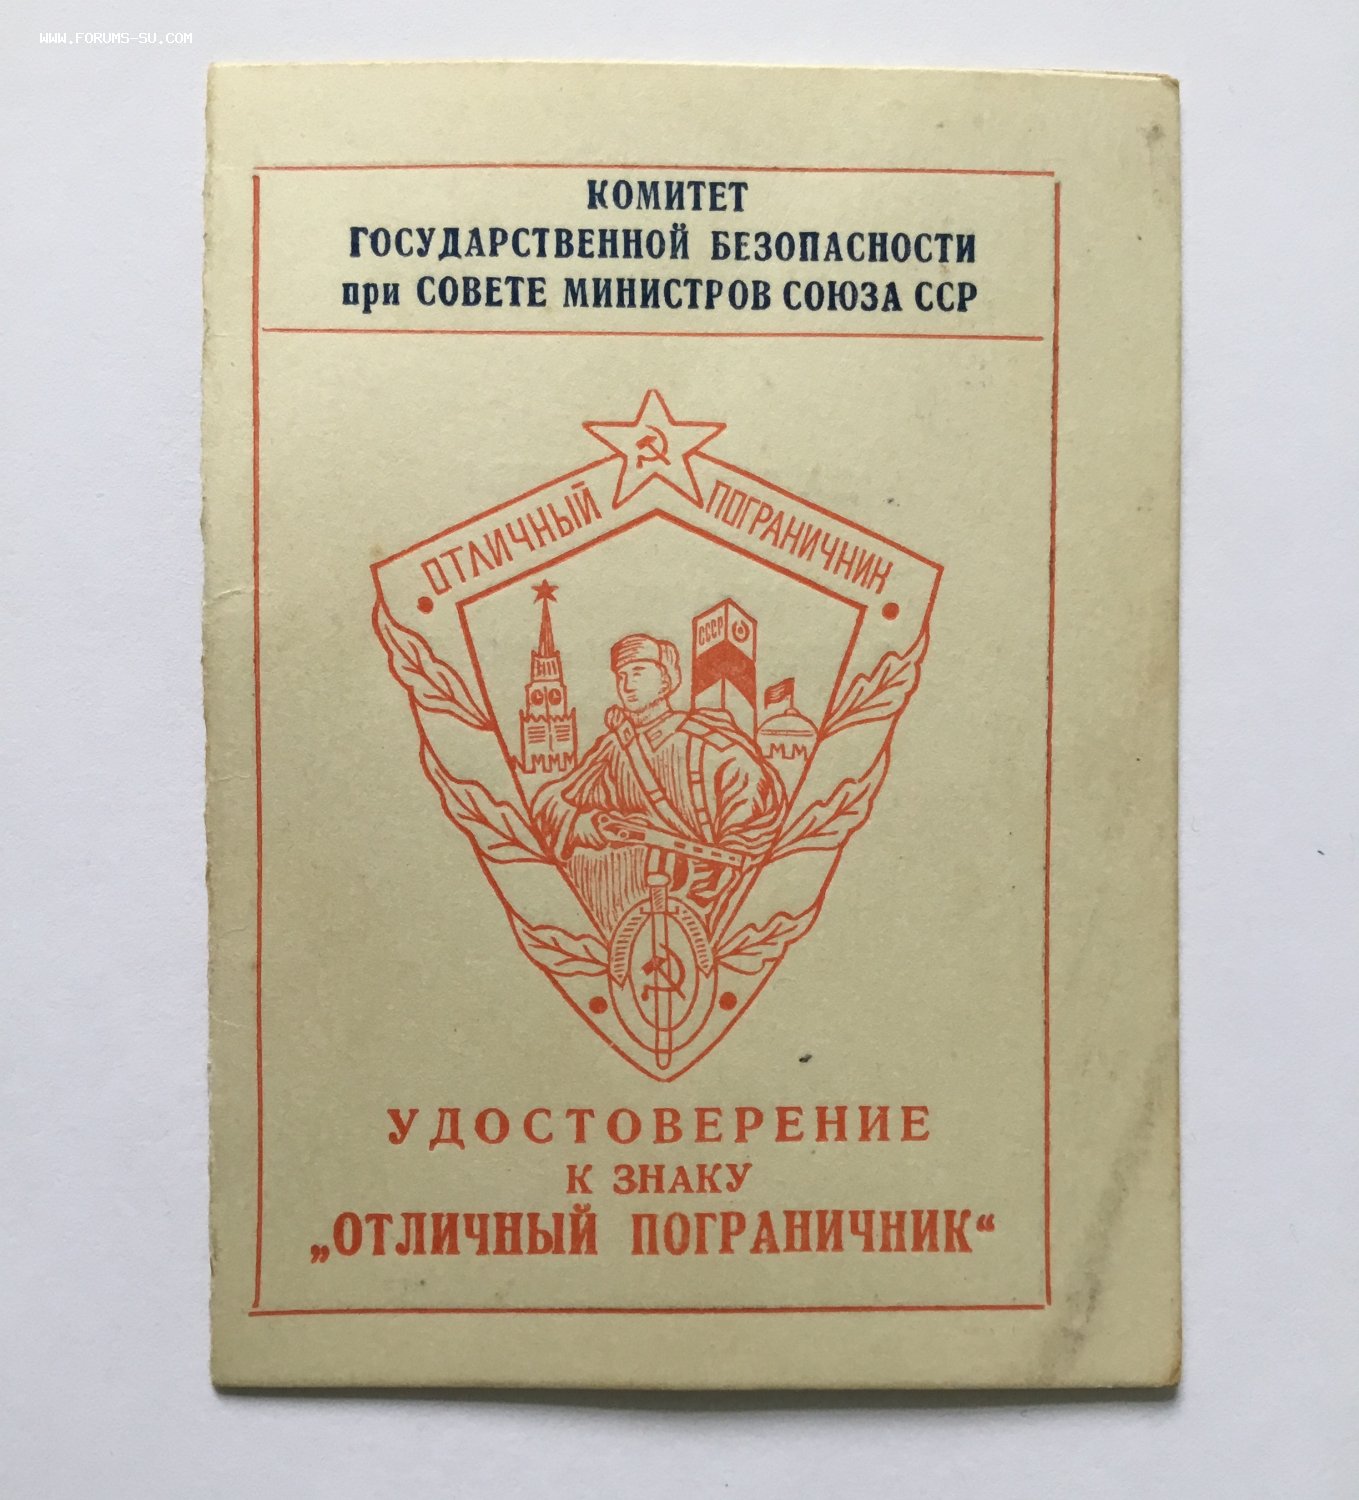 WWW.FORUMS-SU.COM
КОМИТЕТ
ГОСУДАРСТВЕННОЙ БЕЗОПАСНОСТИ
при СОВЕТЕ МИНИСТРОВ СОЮЗА ССР
ОТЛИЧНЫЙ ПОГРАНИЧНИК
СССР
УДОСТОВЕРЕНИЕ
К ЗНАКУ
„ОТЛИЧНЫЙ ПОГРАНИЧНИК“